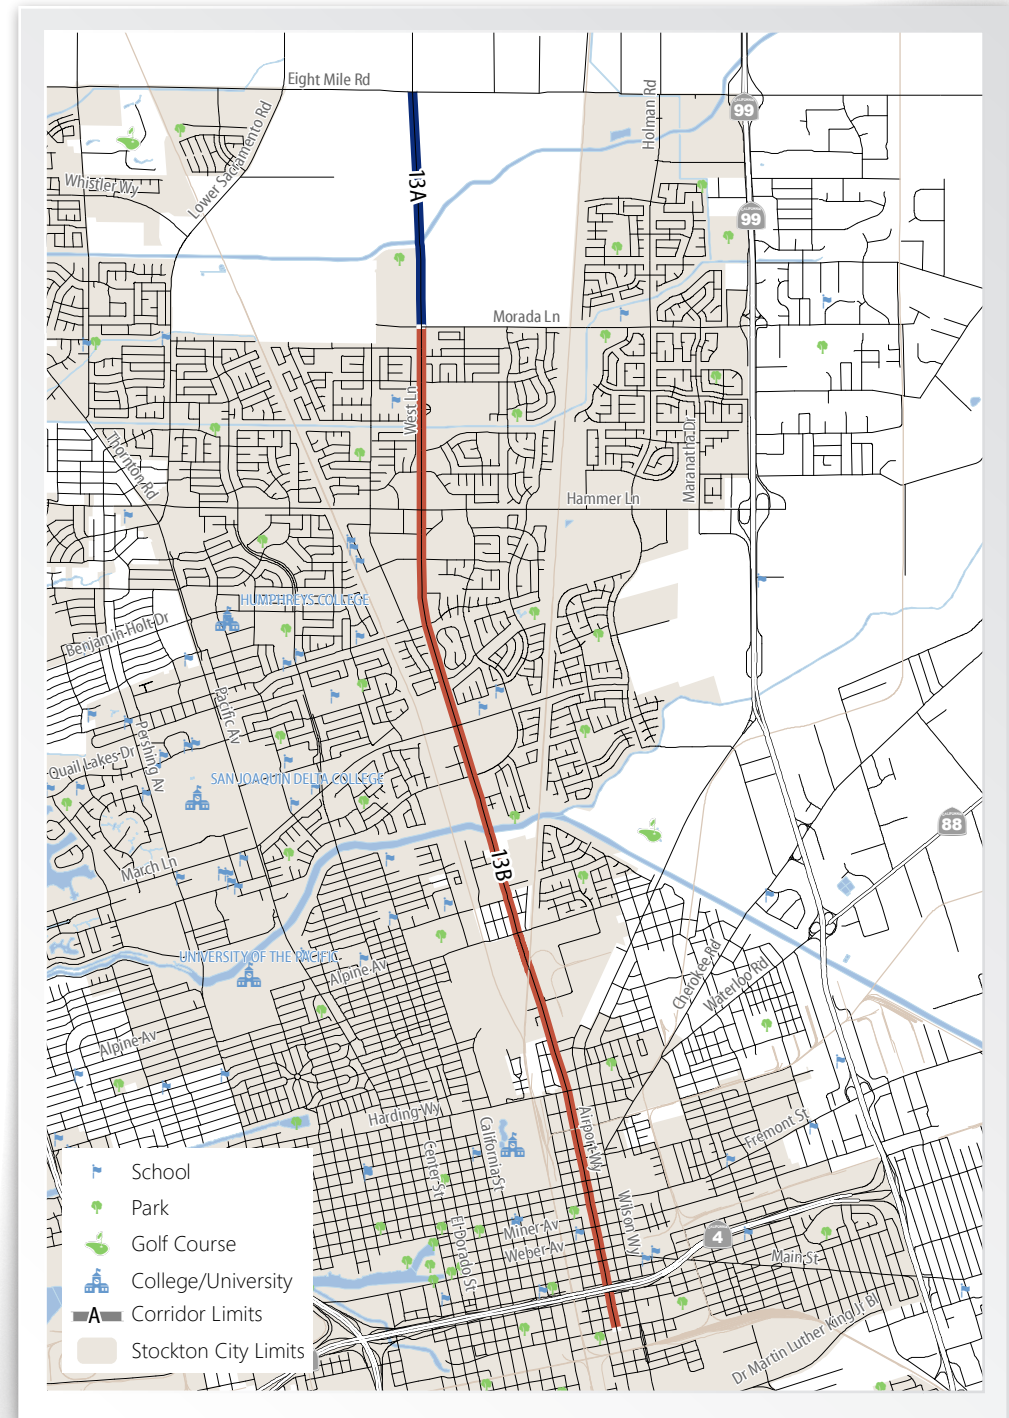 Eight Mile Rd
Holman Rd
99
Lower Sacramento Rd
Whistler Wy
13A
99
Morada Ln
West Ln
Maranatha Dr
Thornton Rd
Hammer Ln
HUMPHREYS COLLEGE
Benjamin Holt Dr
Pacific Av
Pershing Av
Quail Lakes Dr
SAN JOAQUIN DELTA COLLEGE
88
March Ln
13B
UNIVERSITY OF THE PACIFIC
Alpine Av
Cherokee Rd
Waterloo Rd
Alpine Av
Harding Wy
California St
Airport Wy
Fremont St
Center St
El Dorado St
Miner Av
Weber Av
Wilson Wy
4
Main St
Dr Martin Luther King Jr Bl
School
Park
Golf Course
College/University
A Corridor Limits
Stockton City Limits